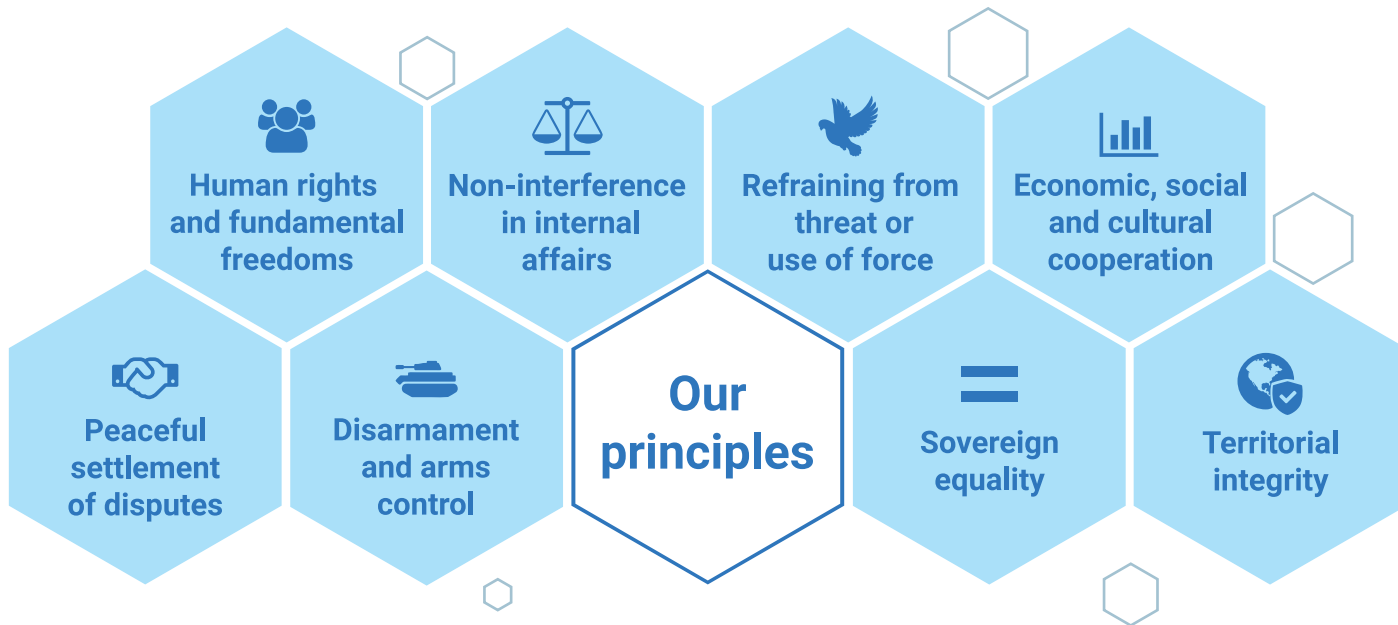 Human rights
and fundamental
freedoms
Non-interference
in internal
affairs
Refraining from
threat or
use of force
Economic, social
and cultural
cooperation
Peaceful
settlement
of disputes
Disarmament
and arms
control
Our
principles
Sovereign
equality
Territorial
integrity